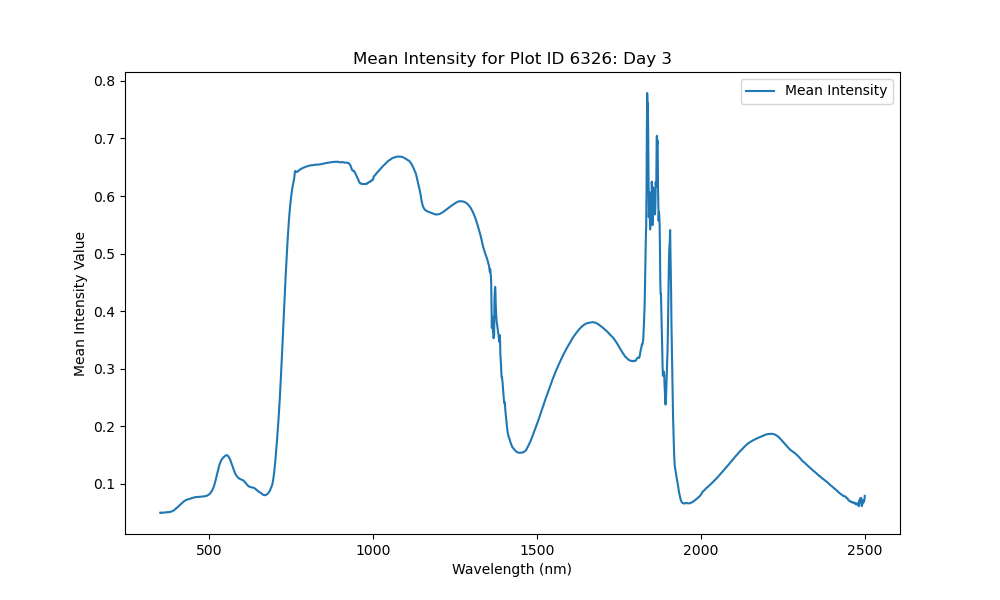 Mean Intensity for Plot ID 6326: Day 3
Mean Intensity
Mean Intensity Value
0.8
0.7
0.6
0.5
0.4
0.3
0.2
0.1
500 1000 1500 2000 2500
Wavelength (nm)